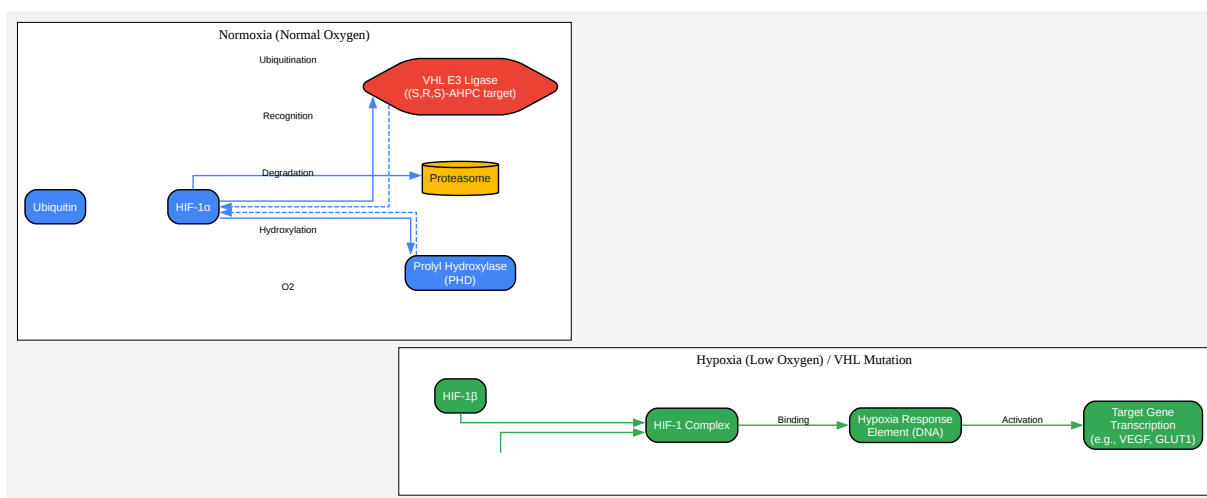 Normoxia (Normal Oxygen)
Ubiquitination
VHL E3 Ligase
((S,R,S)-AHPC target)
Recognition
Degradation
Proteasome
Ubiquitin
HIF-1α
Hydroxylation
Prolyl Hydroxylase
(PHD)
O2
Hypoxia (Low Oxygen) / VHL Mutation
HIF-1β
HIF-1 Complex
Binding
Hypoxia Response
Element (DNA)
Activation
Target Gene
Transcription
(e.g., VEGF, GLUT1)